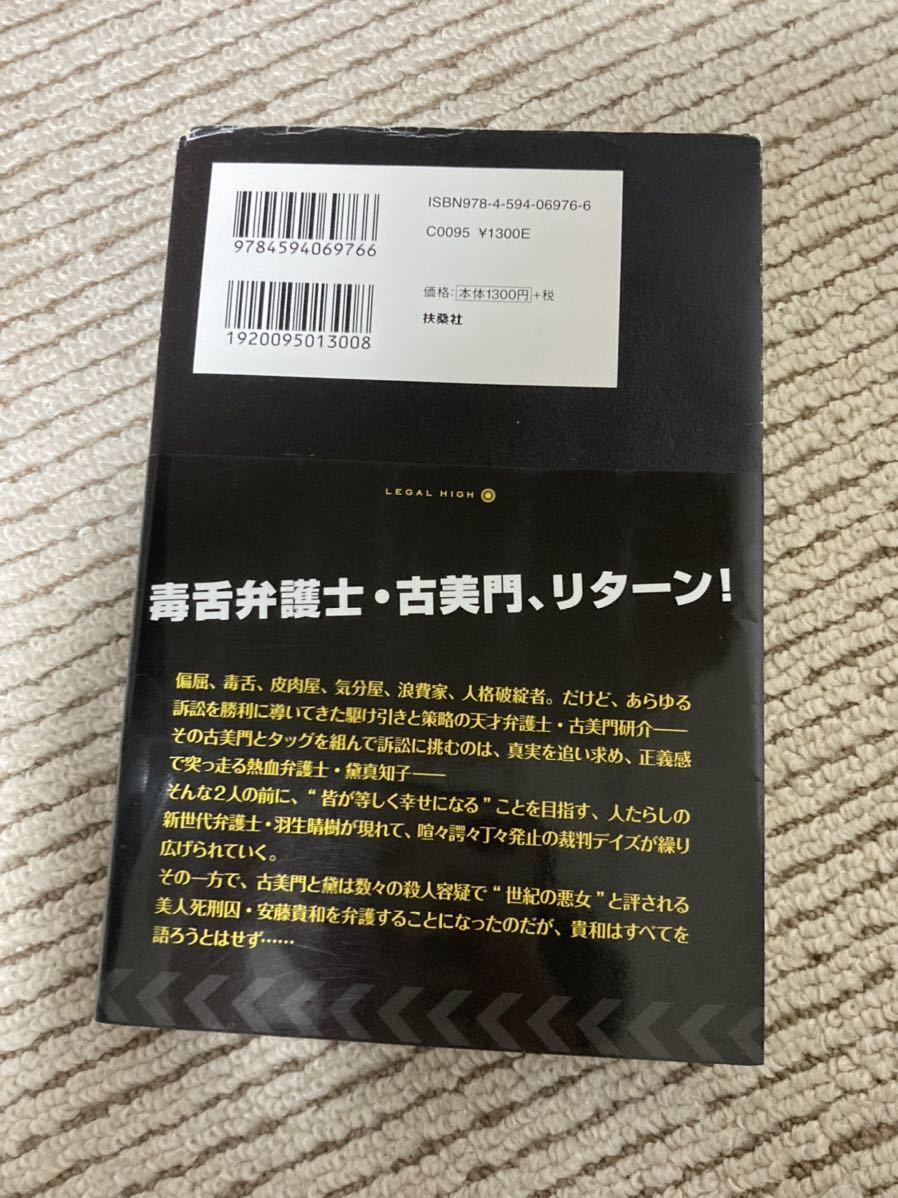 ISBN978-4-594-06976-6
9784594069766
C0095 ¥1300E
価格：本体1300円+税
1920095013008
扶桑社
LEGAL HIGH
毒舌弁護士・古美門、リターン！
偏屈、毒舌、皮肉屋、気分屋、浪費家、人格破綻者。だけど、あらゆる
訴訟を勝利に導いてきた駆け引きと策略の天才弁護士・古美門研介――
その古美門とタッグを組んで訴訟に挑むのは、真実を追い求め、正義感
で突っ走る熱血弁護士・黛真知子――
そんな2人の前に、“皆が等しく幸せになる”ことを目指す、人たらしの
新世代弁護士・羽生晴樹が現れて、喧々諤々丁々発止の裁判デイズが繰り
広げられていく。
その一方で、古美門と黛は数々の殺人容疑で“世紀の悪女”と評される
美人死刑囚・安藤貴和を弁護することになったのだが、貴和はすべてを
語ろうとはせず……